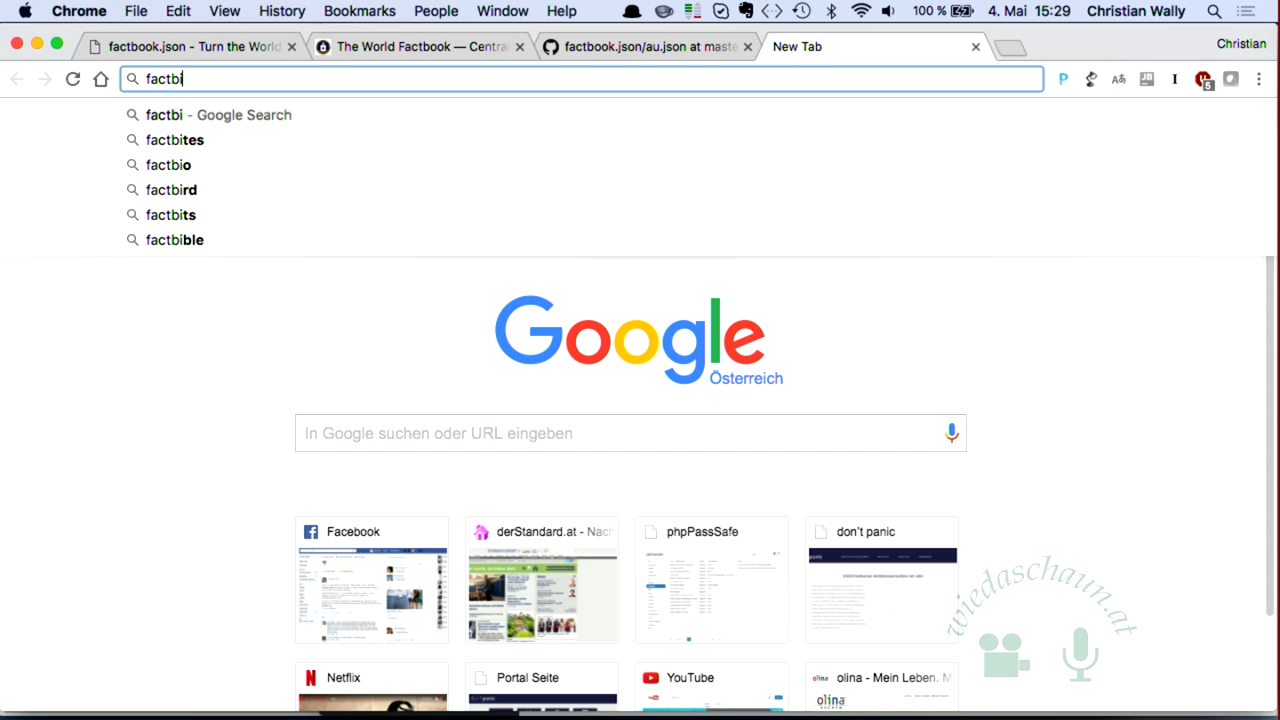 Chrome File Edit View History Bookmarks People Window Help 100 % 4. Mai 15:29 Christian Wally
factbook.json - Turn the World
The World Factbook — Central
factbook.json/au.json at maste
New Tab
Christian
factbi
P
JB
I
5
factbi - Google Search
factbites
factbio
factbird
factbits
factbible
Google
Österreich
In Google suchen oder URL eingeben
Facebook
derStandard.at - Nach
phpPassSafe
don't panic
Netflix
Portal Seite
YouTube
olina - Mein Leben. M
olina
wiedaschaun.at